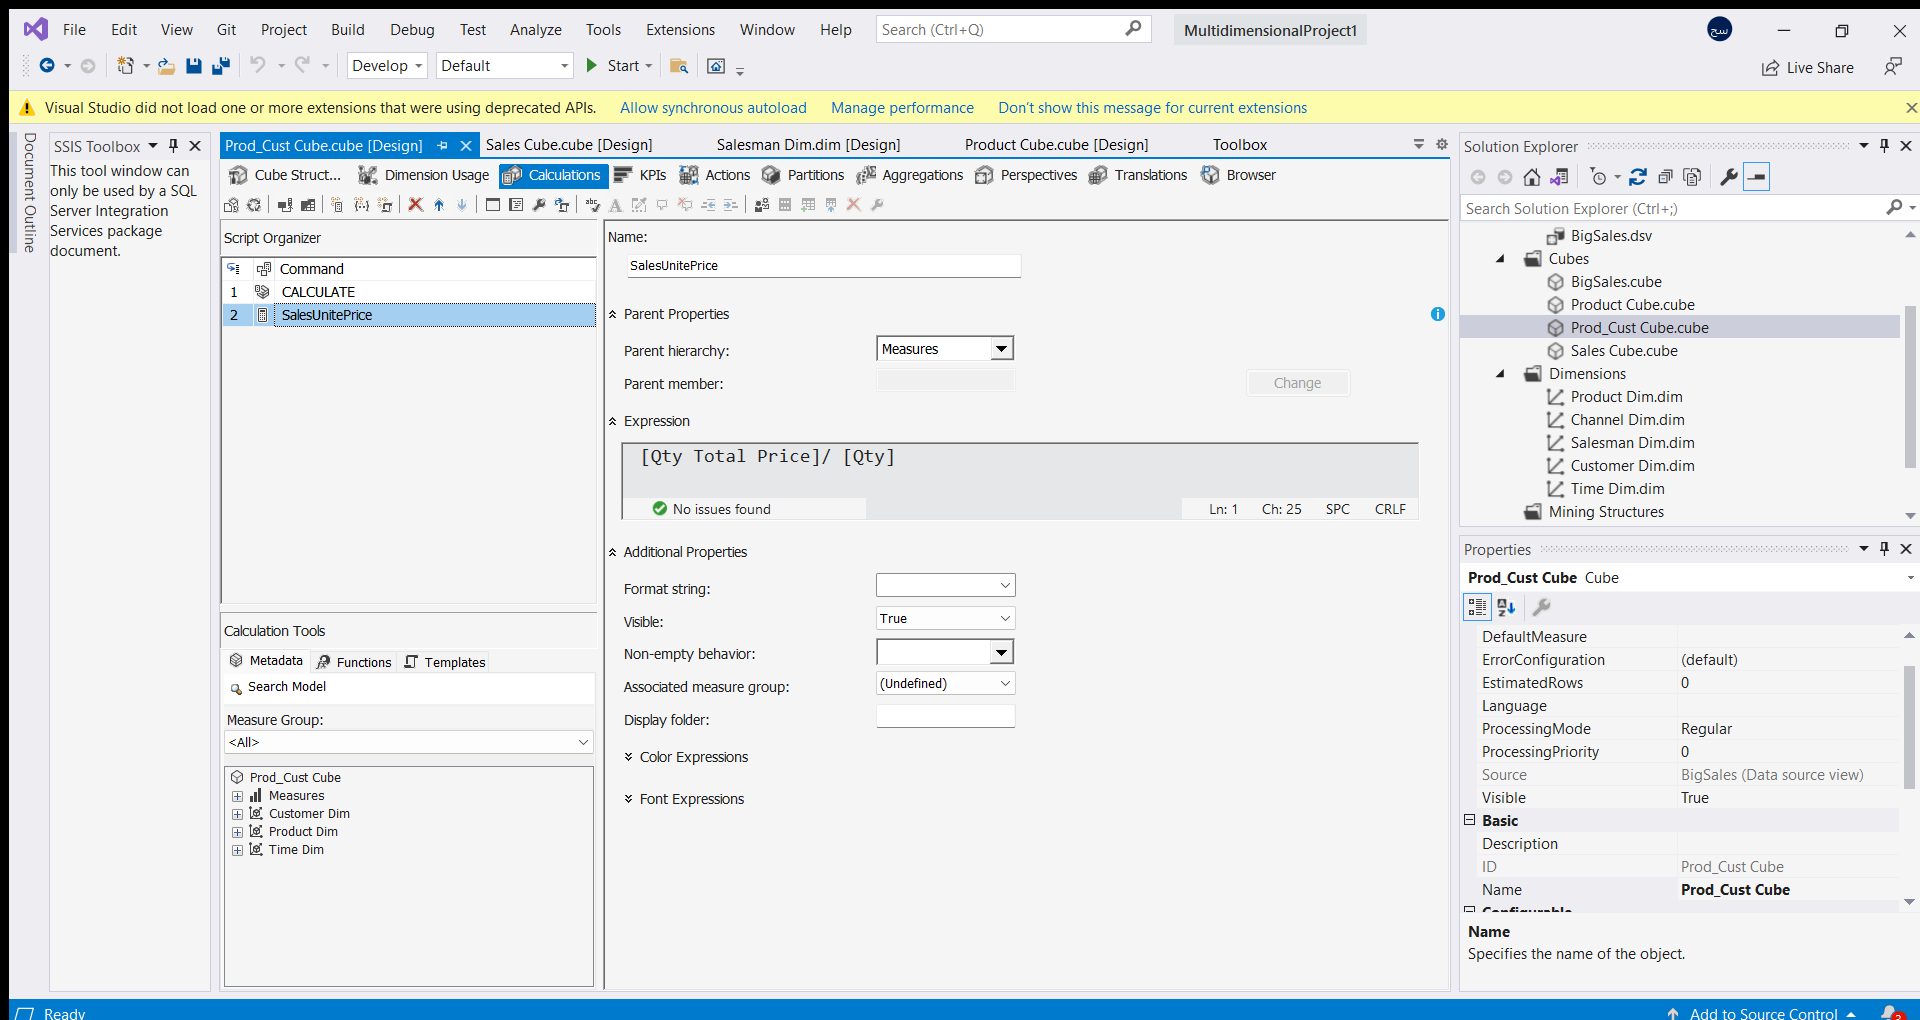 File Edit View Git Project Build Debug Test Analyze Tools Extensions Window Help Search (Ctrl+Q) MultidimensionalProject1
سح
Develop Default Start Live Share
Visual Studio did not load one or more extensions that were using deprecated APIs. Allow synchronous autoload Manage performance Don't show this message for current extensions
Document Outline
SSIS Toolbox
This tool window can
only be used by a SQL
Server Integration
Services package
document.
Prod_Cust Cube.cube [Design] Sales Cube.cube [Design] Salesman Dim.dim [Design] Product Cube.cube [Design] Toolbox
Cube Struct... Dimension Usage Calculations KPIs Actions Partitions Aggregations Perspectives Translations Browser
Script Organizer
Command
1 CALCULATE
2 SalesUnitePrice
Calculation Tools
Metadata Functions Templates
Search Model
Measure Group:
<All>
Prod_Cust Cube
Measures
Customer Dim
Product Dim
Time Dim
Name:
SalesUnitePrice
Parent Properties
Parent hierarchy: Measures
Parent member: Change
Expression
[Qty Total Price]/ [Qty]
No issues found Ln: 1 Ch: 25 SPC CRLF
Additional Properties
Format string:
Visible: True
Non-empty behavior:
Associated measure group: (Undefined)
Display folder:
Color Expressions
Font Expressions
Solution Explorer
Search Solution Explorer (Ctrl+;)
BigSales.dsv
Cubes
BigSales.cube
Product Cube.cube
Prod_Cust Cube.cube
Sales Cube.cube
Dimensions
Product Dim.dim
Channel Dim.dim
Salesman Dim.dim
Customer Dim.dim
Time Dim.dim
Mining Structures
Properties
Prod_Cust Cube Cube
DefaultMeasure
ErrorConfiguration (default)
EstimatedRows 0
Language
ProcessingMode Regular
ProcessingPriority 0
Source BigSales (Data source view)
Visible True
Basic
Description
ID Prod_Cust Cube
Name Prod_Cust Cube
Configurable
Name
Specifies the name of the object.
Ready Add to Source Control